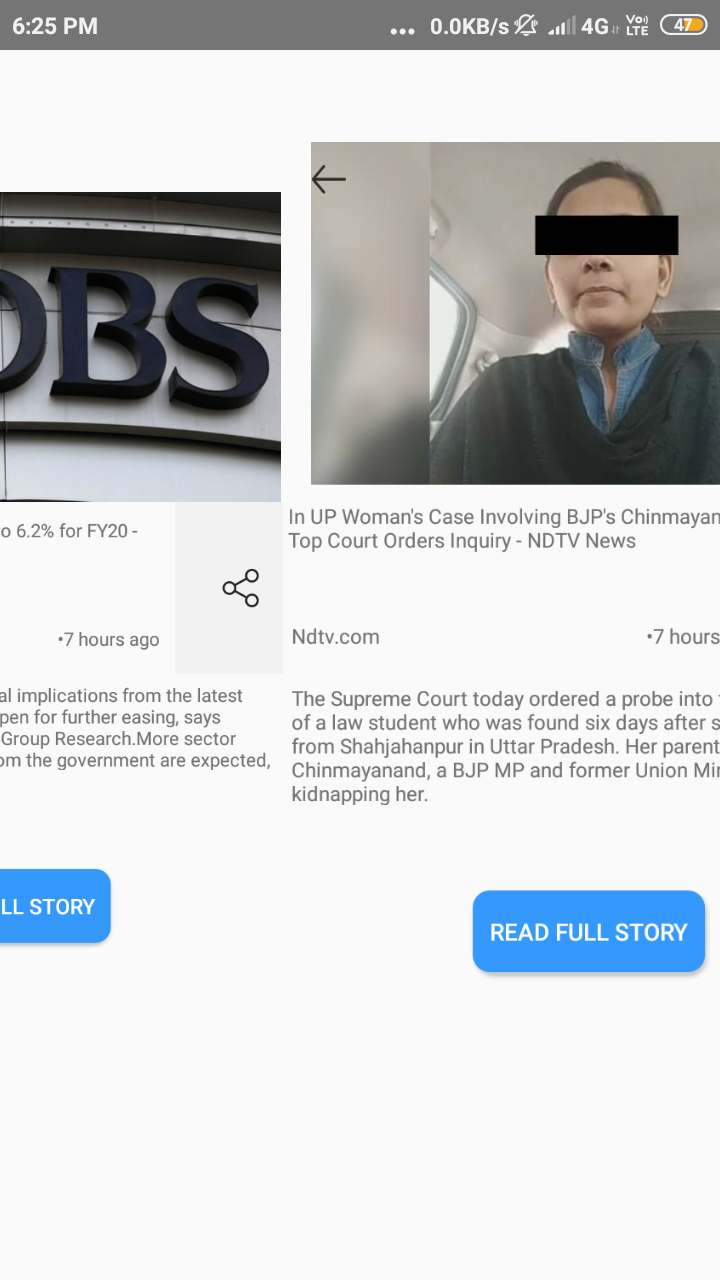 6:25 PM
... 0.0KB/s 4G Vo)) LTE 47
DBS
o 6.2% for FY20 -
•7 hours ago
al implications from the latest
pen for further easing, says
Group Research.More sector
om the government are expected,
LL STORY
In UP Woman's Case Involving BJP's Chinmayan
Top Court Orders Inquiry - NDTV News
Ndtv.com
•7 hours
The Supreme Court today ordered a probe into
of a law student who was found six days after s
from Shahjahanpur in Uttar Pradesh. Her parent
Chinmayanand, a BJP MP and former Union Min
kidnapping her.
READ FULL STORY